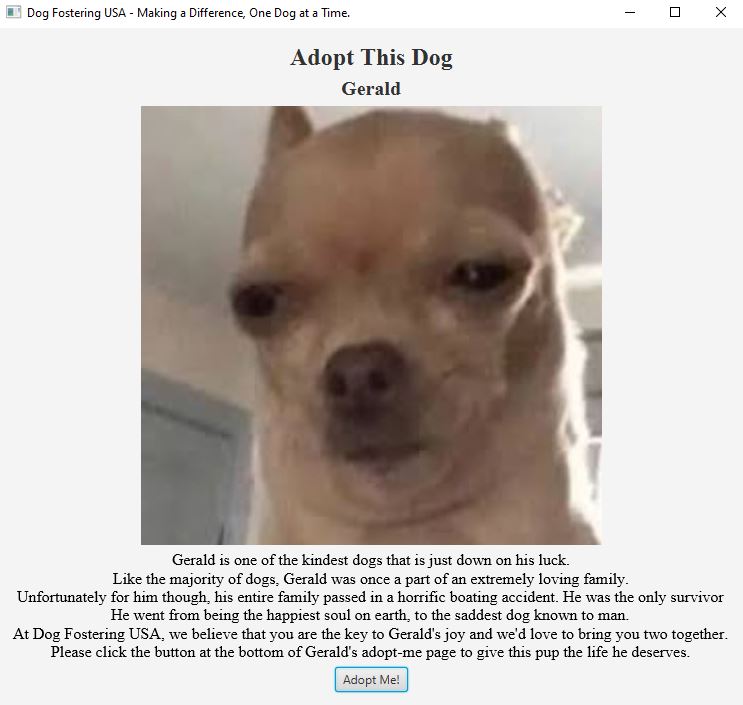 Dog Fostering USA - Making a Difference, One Dog at a Time.
Adopt This Dog
Gerald
Gerald is one of the kindest dogs that is just down on his luck.
Like the majority of dogs, Gerald was once a part of an extremely loving family.
Unfortunately for him though, his entire family passed in a horrific boating accident. He was the only survivor
He went from being the happiest soul on earth, to the saddest dog known to man.
At Dog Fostering USA, we believe that you are the key to Gerald's joy and we'd love to bring you two together.
Please click the button at the bottom of Gerald's adopt-me page to give this pup the life he deserves.
Adopt Me!